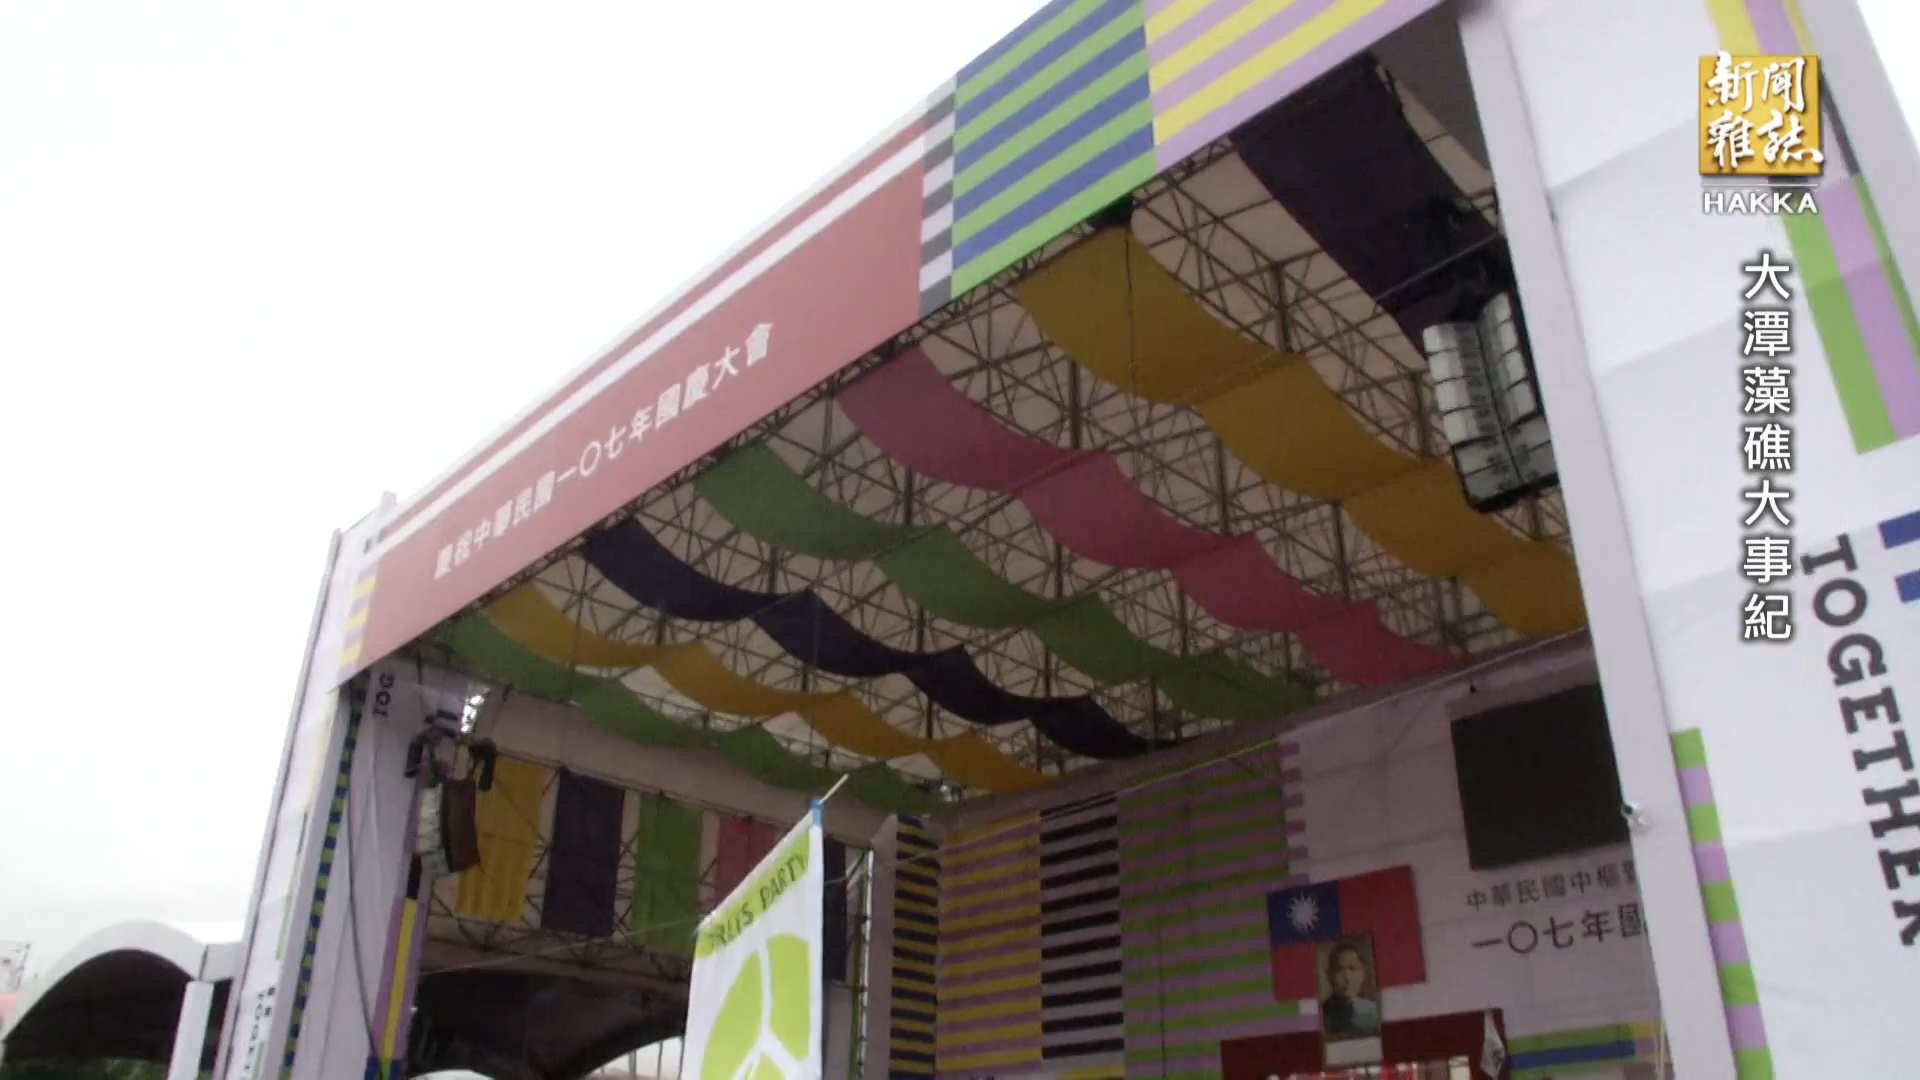 新聞
雜誌
HAKKA
大潭藻礁大事紀
慶祝中華民國一〇七年國慶大會
TOGETHER
中華民國中樞
一〇七年國
PARTY